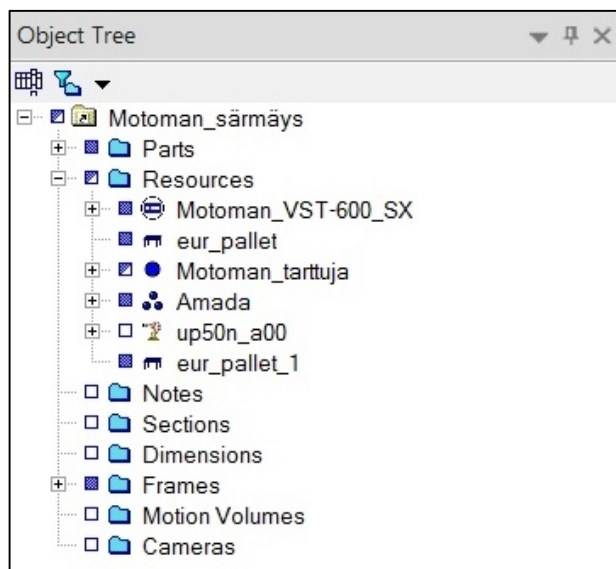 Object Tree
Motoman_särmäys
Parts
Resources
Motoman_VST-600_SX
eur_pallet
Motoman_tarttuja
Amada
up50n_a00
eur_pallet_1
Notes
Sections
Dimensions
Frames
Motion Volumes
Cameras